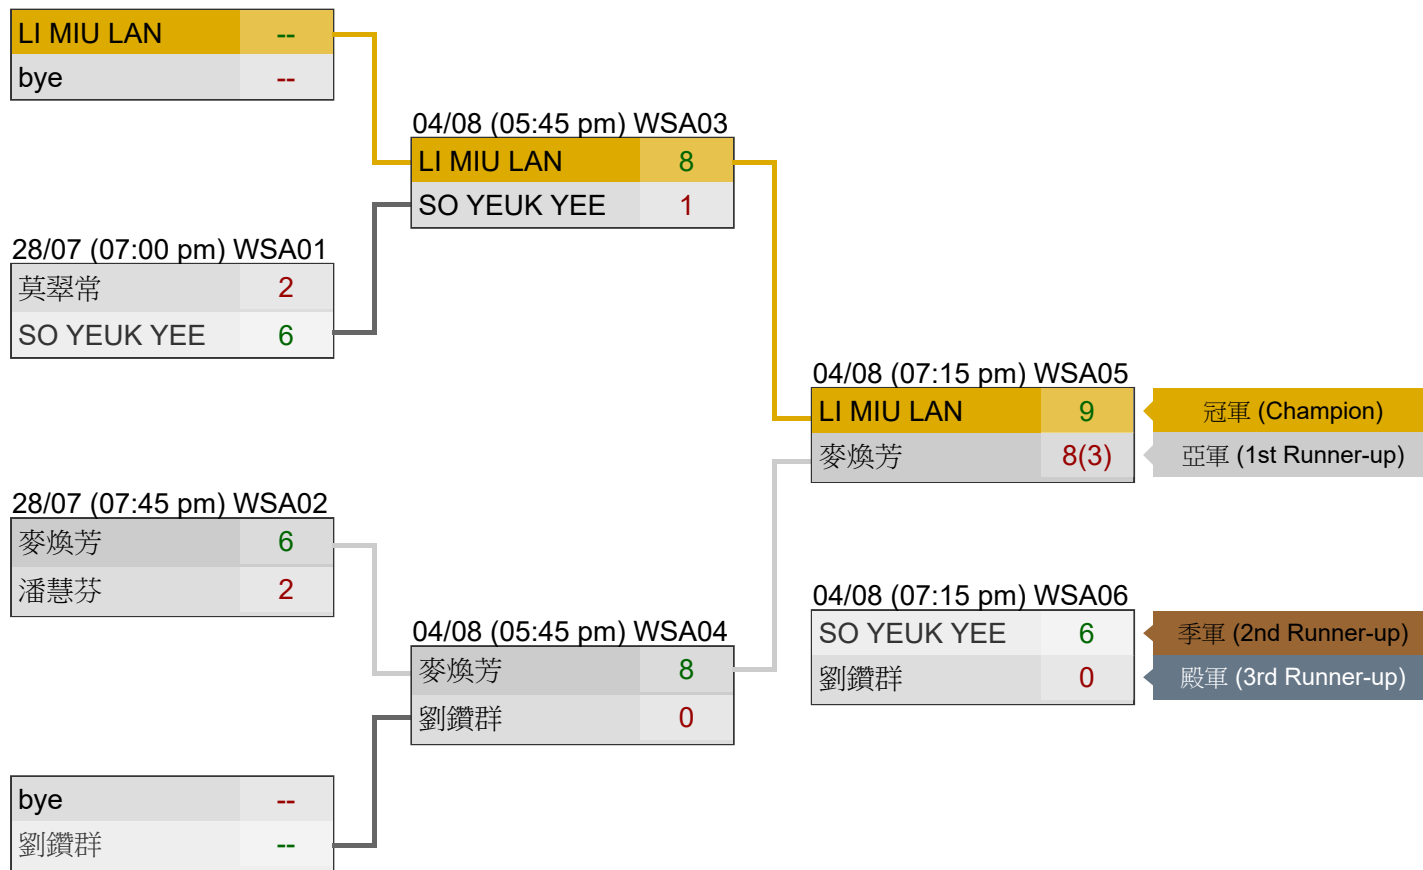 LI MIU LAN --
bye --
28/07 (07:00 pm) WSA01
莫翠常 2
SO YEUK YEE 6
28/07 (07:45 pm) WSA02
麥煥芳 6
潘慧芬 2
bye --
劉鑽群 --
04/08 (05:45 pm) WSA03
LI MIU LAN 8
SO YEUK YEE 1
04/08 (05:45 pm) WSA04
麥煥芳 8
劉鑽群 0
04/08 (07:15 pm) WSA05
LI MIU LAN 9 冠軍 (Champion)
麥煥芳 8(3) 亞軍 (1st Runner-up)
04/08 (07:15 pm) WSA06
SO YEUK YEE 6 季軍 (2nd Runner-up)
劉鑽群 0 殿軍 (3rd Runner-up)